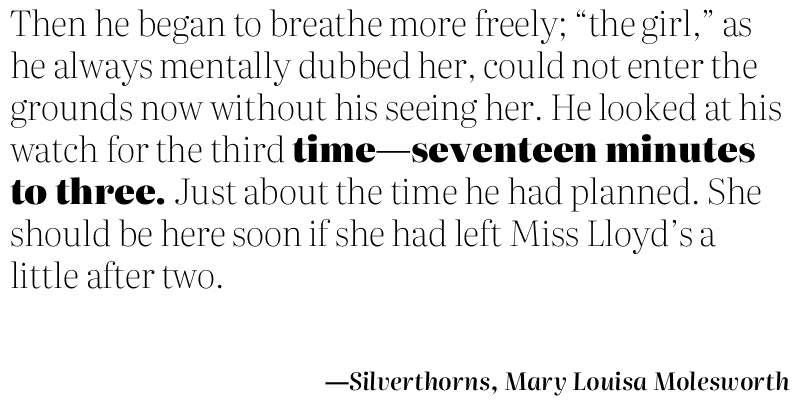 Then he began to breathe more freely; “the girl,” as
he always mentally dubbed her, could not enter the
grounds now without his seeing her. He looked at his
watch for the third time—seventeen minutes
to three. Just about the time he had planned. She
should be here soon if she had left Miss Lloyd’s a
little after two.
—Silverthorns, Mary Louisa Molesworth